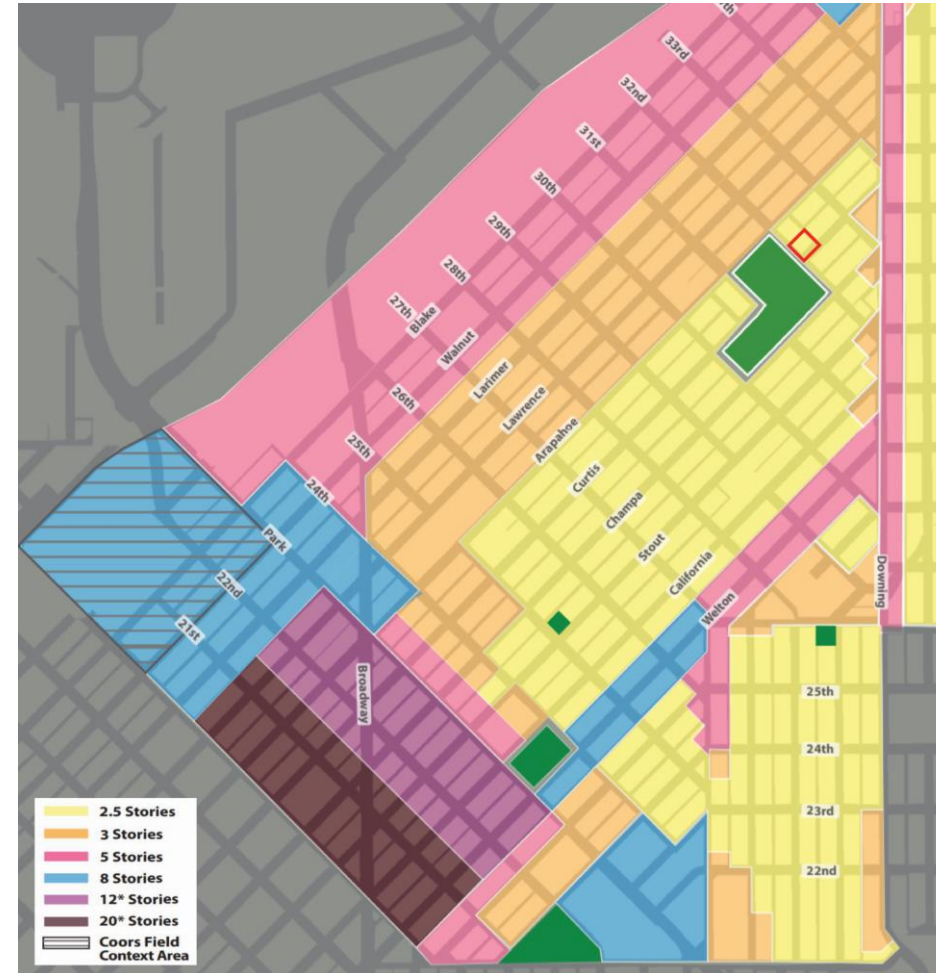 33rd
32nd
31st
30th
29th
28th
27th
Blake
Walnut
26th
Larimer
Lawrence
25th
Arapahoe
Curtis
24th
Champa
Park
Stout
California
22nd
Welton
Downing
21st
Broadway
25th
24th
23rd
22nd
2.5 Stories
3 Stories
5 Stories
8 Stories
12* Stories
20* Stories
Coors Field
Context Area